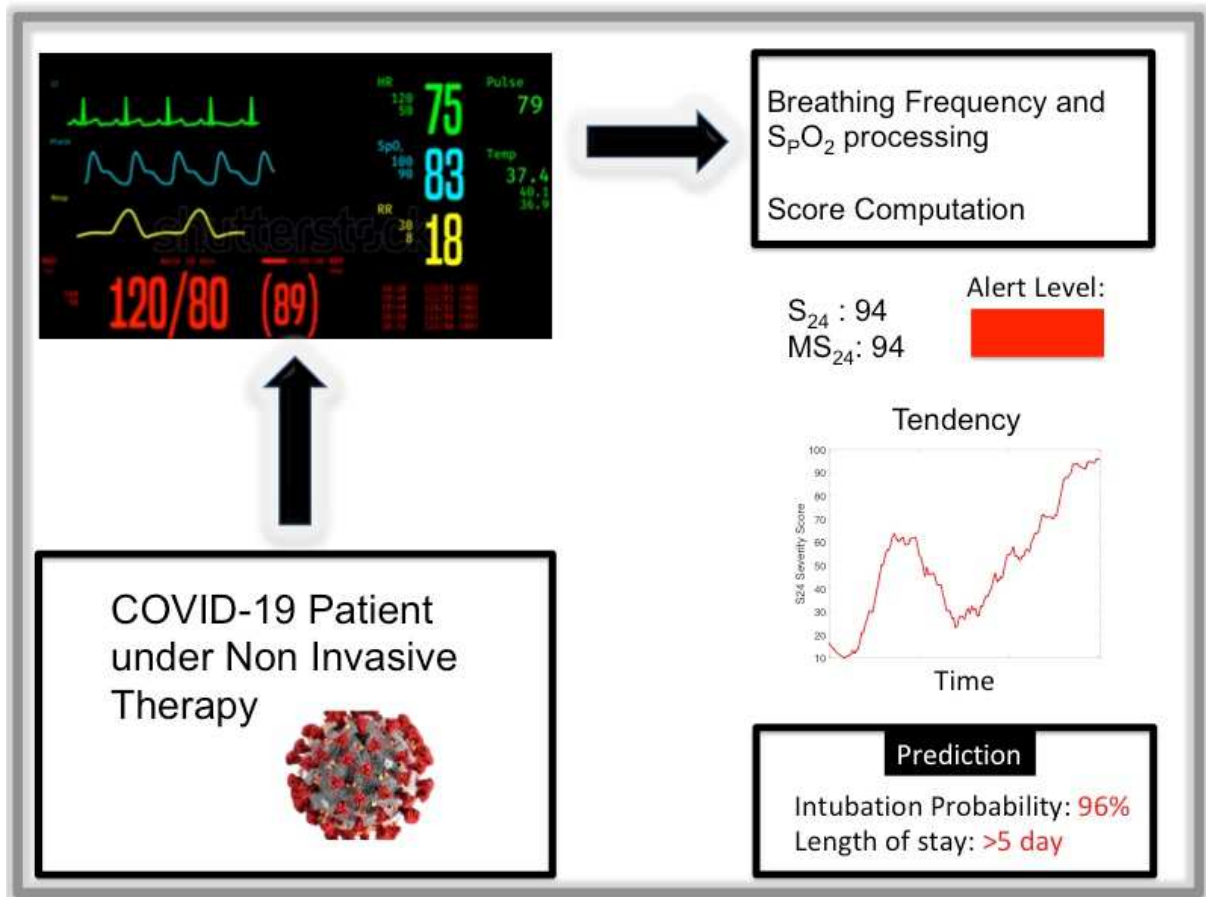 HR
120
50
75
Pulse
79
SpO2
100
90
83
Temp
37.4
40.1
36.9
RR
30
8
18
shutterstock
120/80 (89)
Breathing Frequency and
SPO2 processing
Score Computation
S24 : 94
MS24: 94
Alert Level:
Tendency
100
90
80
70
60
50
40
30
20
10
S24 Severity Score
Time
COVID-19 Patient
under Non Invasive
Therapy
Prediction
Intubation Probability: 96%
Length of stay: >5 day